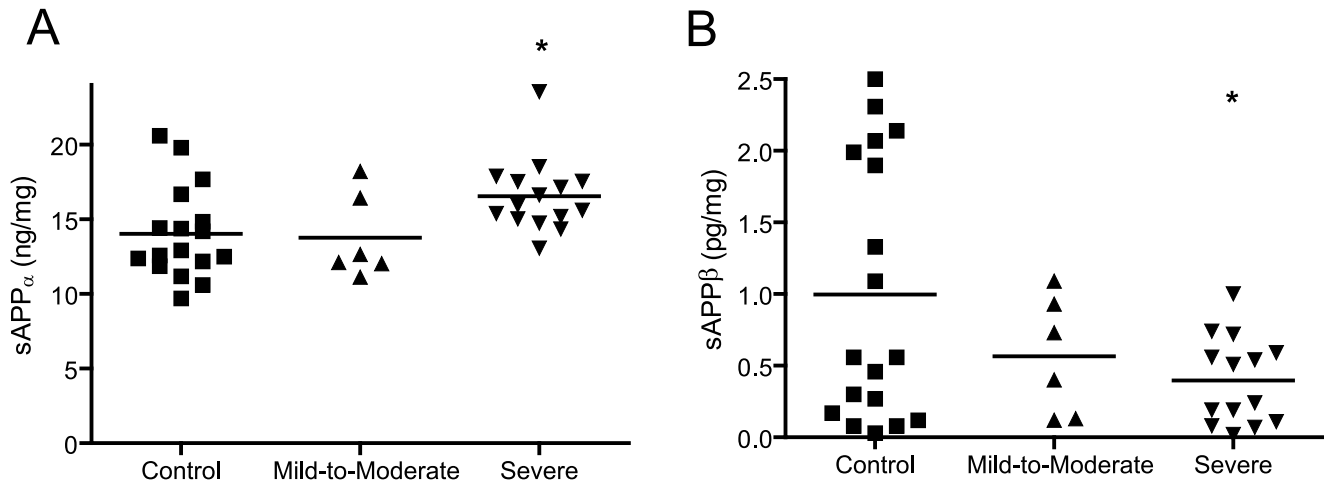 A
*
sAPPα (ng/mg)
20
15
10
5
0
Control Mild-to-Moderate Severe
B
*
sAPPβ (pg/mg)
2.5
2.0
1.5
1.0
0.5
0.0
Control Mild-to-Moderate Severe